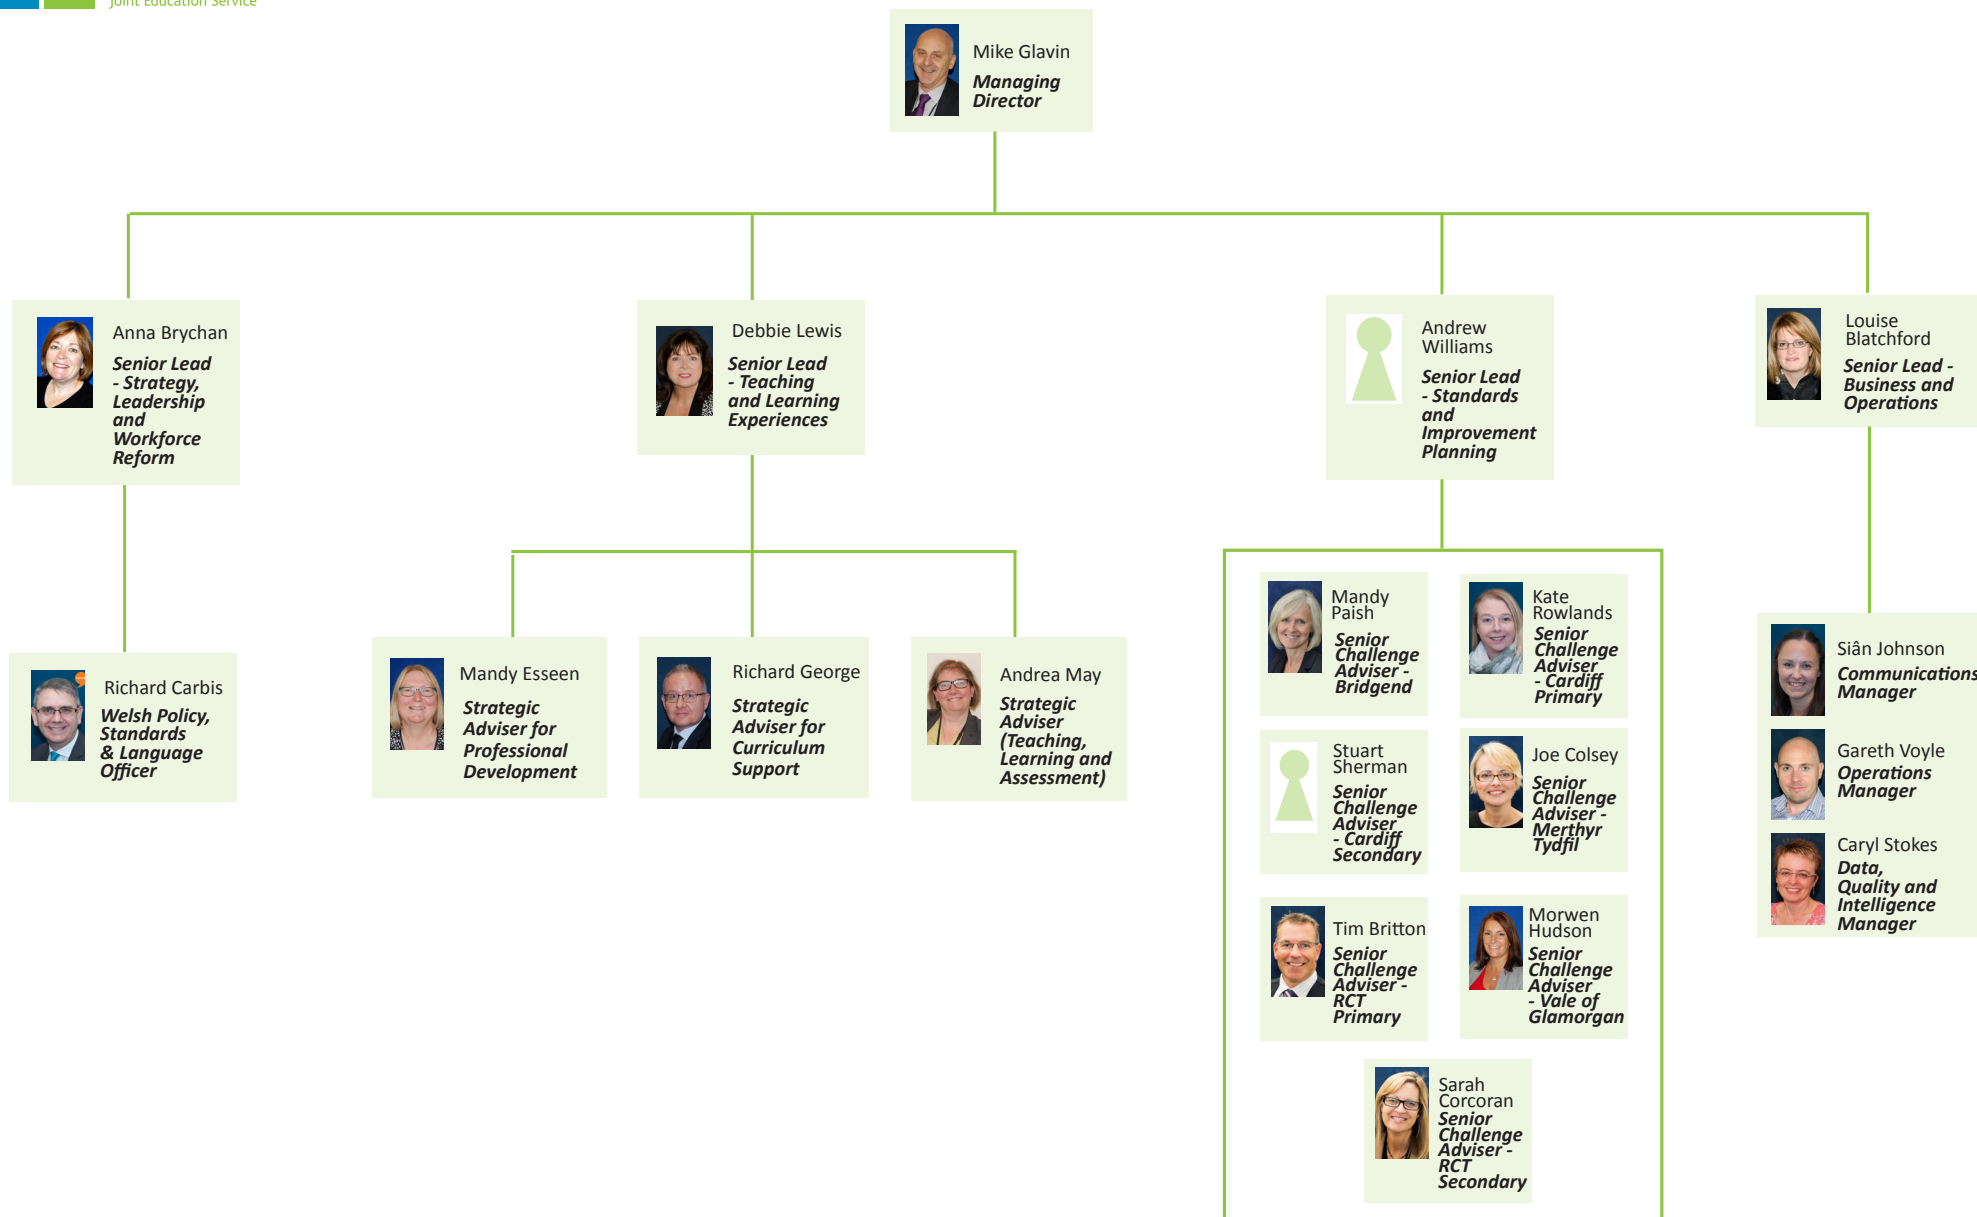 Joint Education Service
Mike Glavin
Managing
Director
Anna Brychan
Senior Lead
- Strategy,
Leadership
and
Workforce
Reform
Debbie Lewis
Senior Lead
- Teaching
and Learning
Experiences
Andrew
Williams
Senior Lead
- Standards
and
Improvement
Planning
Louise
Blatchford
Senior Lead -
Business and
Operations
Richard Carbis
Welsh Policy,
Standards
& Language
Officer
Mandy Esseen
Strategic
Adviser for
Professional
Development
Richard George
Strategic
Adviser for
Curriculum
Support
Andrea May
Strategic
Adviser
(Teaching,
Learning and
Assessment)
Mandy
Paish
Senior
Challenge
Adviser -
Bridgend
Kate
Rowlands
Senior
Challenge
Adviser
- Cardiff
Primary
Stuart
Sherman
Senior
Challenge
Adviser
- Cardiff
Secondary
Joe Colsey
Senior
Challenge
Adviser -
Merthyr
Tydfil
Tim Britton
Senior
Challenge
Adviser -
RCT
Primary
Morwen
Hudson
Senior
Challenge
Adviser
- Vale of
Glamorgan
Sarah
Corcoran
Senior
Challenge
Adviser -
RCT
Secondary
Siân Johnson
Communications
Manager
Gareth Voyle
Operations
Manager
Caryl Stokes
Data,
Quality and
Intelligence
Manager